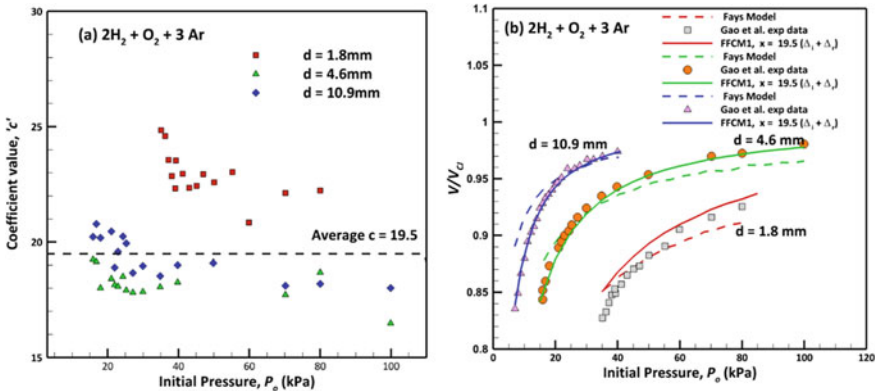 (a) 2H₂ + O₂ + 3 Ar
d = 1.8mm
d = 4.6mm
d = 10.9mm
Average c = 19.5
Coefficient value, 'c'
30
25
20
15
0
20
40
60
80
100
Initial Pressure, Pₒ (kPa)
(b) 2H₂ + O₂ + 3 Ar
Fays Model
Gao et al. exp data
FFCM1, x = 19.5 (Δᵢ + Δᵣ)
Fays Model
Gao et al. exp data
FFCM1, x = 19.5 (Δᵢ + Δᵣ)
Fays Model
Gao et al. exp data
FFCM1, x = 19.5 (Δᵢ + Δᵣ)
d = 10.9 mm
d = 4.6 mm
d = 1.8 mm
V/V_CJ
1
0.95
0.9
0.85
0.8
0
20
40
60
80
100
120
Initial Pressure, Pₒ (kPa)